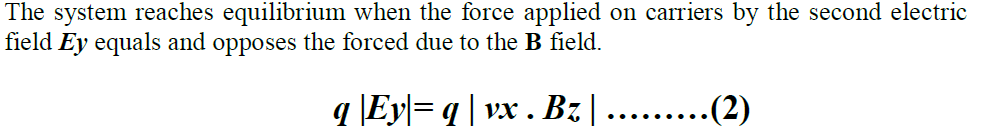 The system reaches equilibrium when the force applied on carriers by the second electric
field Ey equals and opposes the forced due to the B field.
q |Ey|= q | vx . Bz | ………(2)